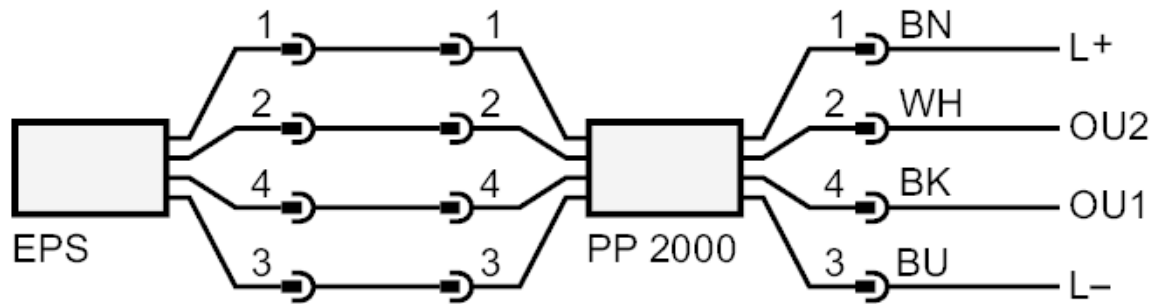 1 1 1 BN L+
2 2 2 WH OU2
4 4 4 BK OU1
EPS PP 2000
3 3 3 BU L–